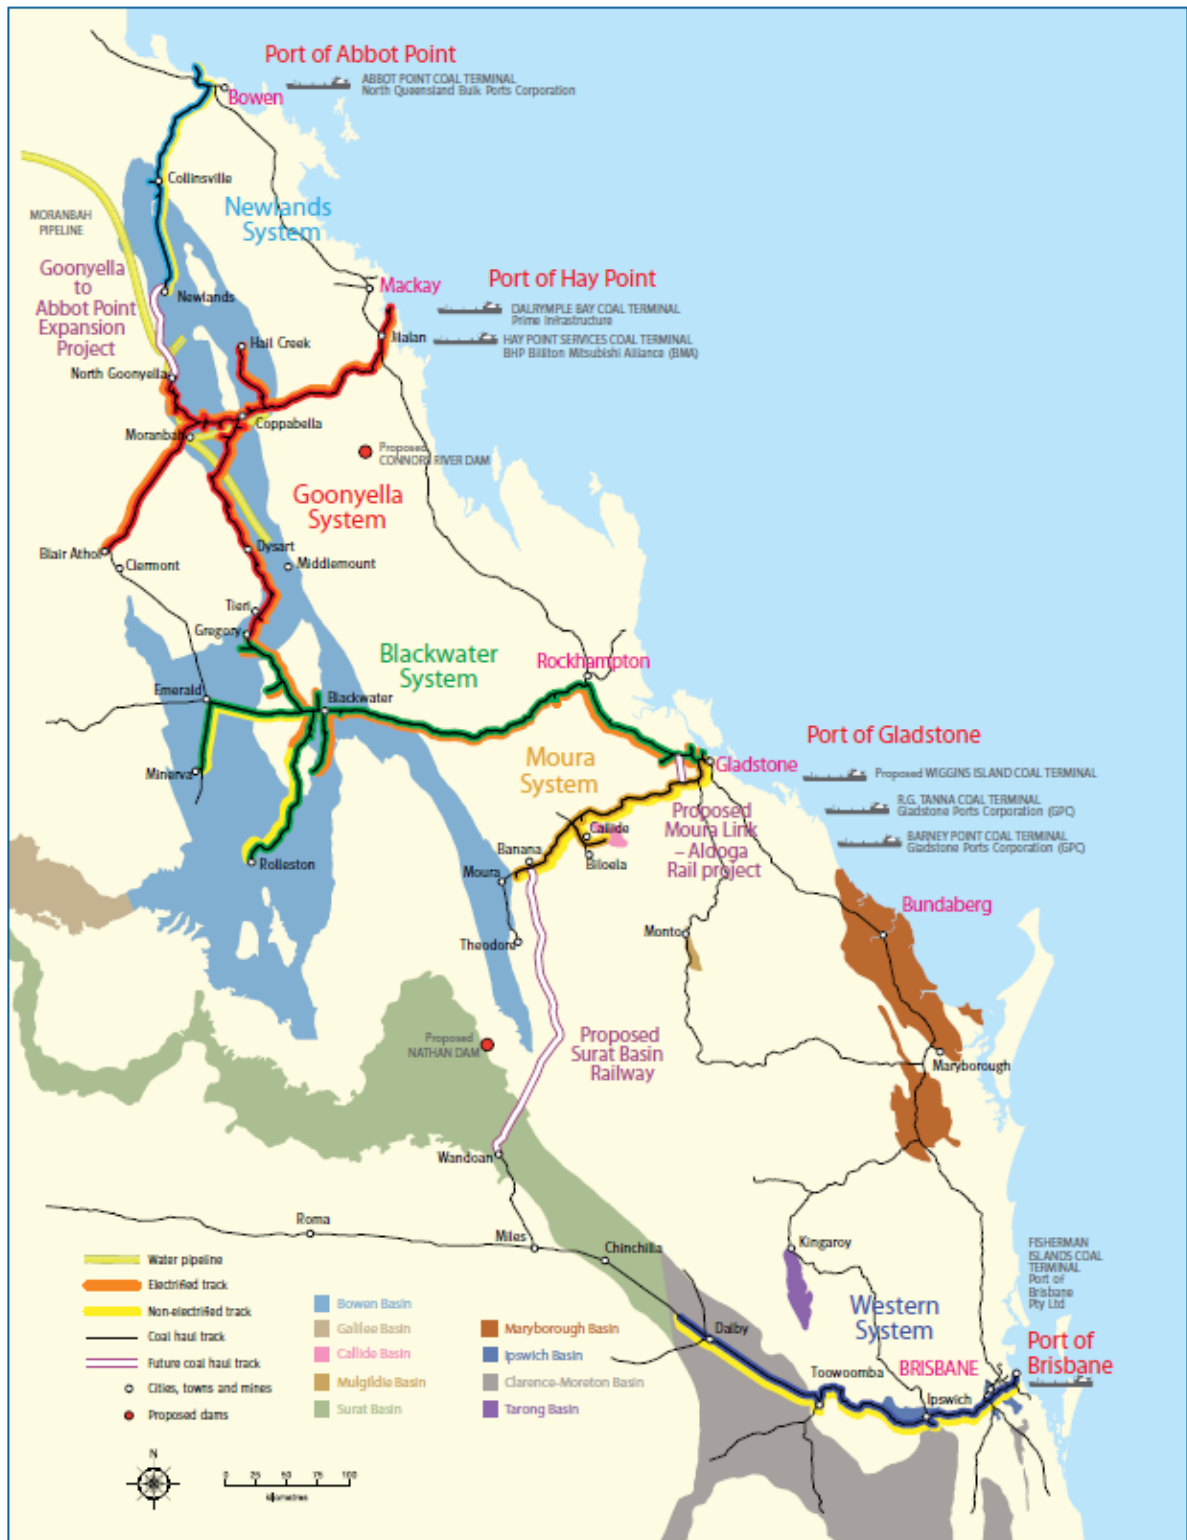 Port of Abbot Point
ABBOT POINT COAL TERMINAL
North Queensland Bulk Ports Corporation
Bowen
Collinsville
Newlands
System
MORANBAH
PIPELINE
Goonyella
to
Abbot Point
Expansion
Project
Newlands
Mackay
Port of Hay Point
DALRYMPLE BAY COAL TERMINAL
Prime Infrastructure
Jilalan
HAY POINT SERVICES COAL TERMINAL
BHP Billiton Mitsubishi Alliance (BMA)
Hail Creek
North Goonyella
Coppabella
Moranbah
Proposed
CONNORS RIVER DAM
Goonyella
System
Blair Athol
Clermont
Dysart
Middlemount
Tieri
Gregory
Blackwater
System
Rockhampton
Emerald
Blackwater
Minerva
Moura
System
Gladstone
Port of Gladstone
Proposed WIGGINS ISLAND COAL TERMINAL
R.G. TANNA COAL TERMINAL
Gladstone Ports Corporation (GPC)
BARNEY POINT COAL TERMINAL
Gladstone Ports Corporation (GPC)
Proposed
Moura Link
– Aldoga
Rail project
Callide
Biloela
Banana
Moura
Rolleston
Theodore
Monto
Bundaberg
Proposed
NATHAN DAM
Proposed
Surat Basin
Railway
Maryborough
Wandoan
Roma
Miles
Chinchilla
Kingaroy
FISHERMAN
ISLANDS COAL
TERMINAL
Port of
Brisbane
Pty Ltd
Western
System
Dalby
Toowoomba
BRISBANE
Ipswich
Port of
Brisbane
Water pipeline
Electrified track
Non-electrified track
Coal haul track
Future coal haul track
Cities, towns and mines
Proposed dams
Bowen Basin
Galilee Basin
Callide Basin
Mulgildie Basin
Surat Basin
Maryborough Basin
Ipswich Basin
Clarence-Moreton Basin
Tarong Basin
N
0 25 50 75 100
kilometres